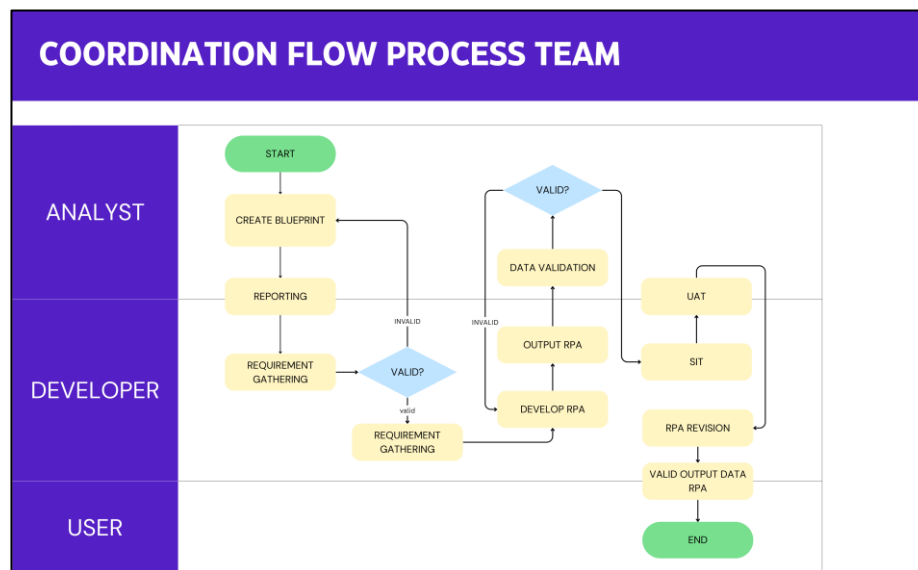 COORDINATION FLOW PROCESS TEAM
ANALYST
START
CREATE BLUEPRINT
REPORTING
VALID?
DATA VALIDATION
UAT
DEVELOPER
INVALID
INVALID
REQUIREMENT
GATHERING
VALID?
valid
REQUIREMENT
GATHERING
OUTPUT RPA
DEVELOP RPA
SIT
RPA REVISION
VALID OUTPUT DATA
RPA
USER
END